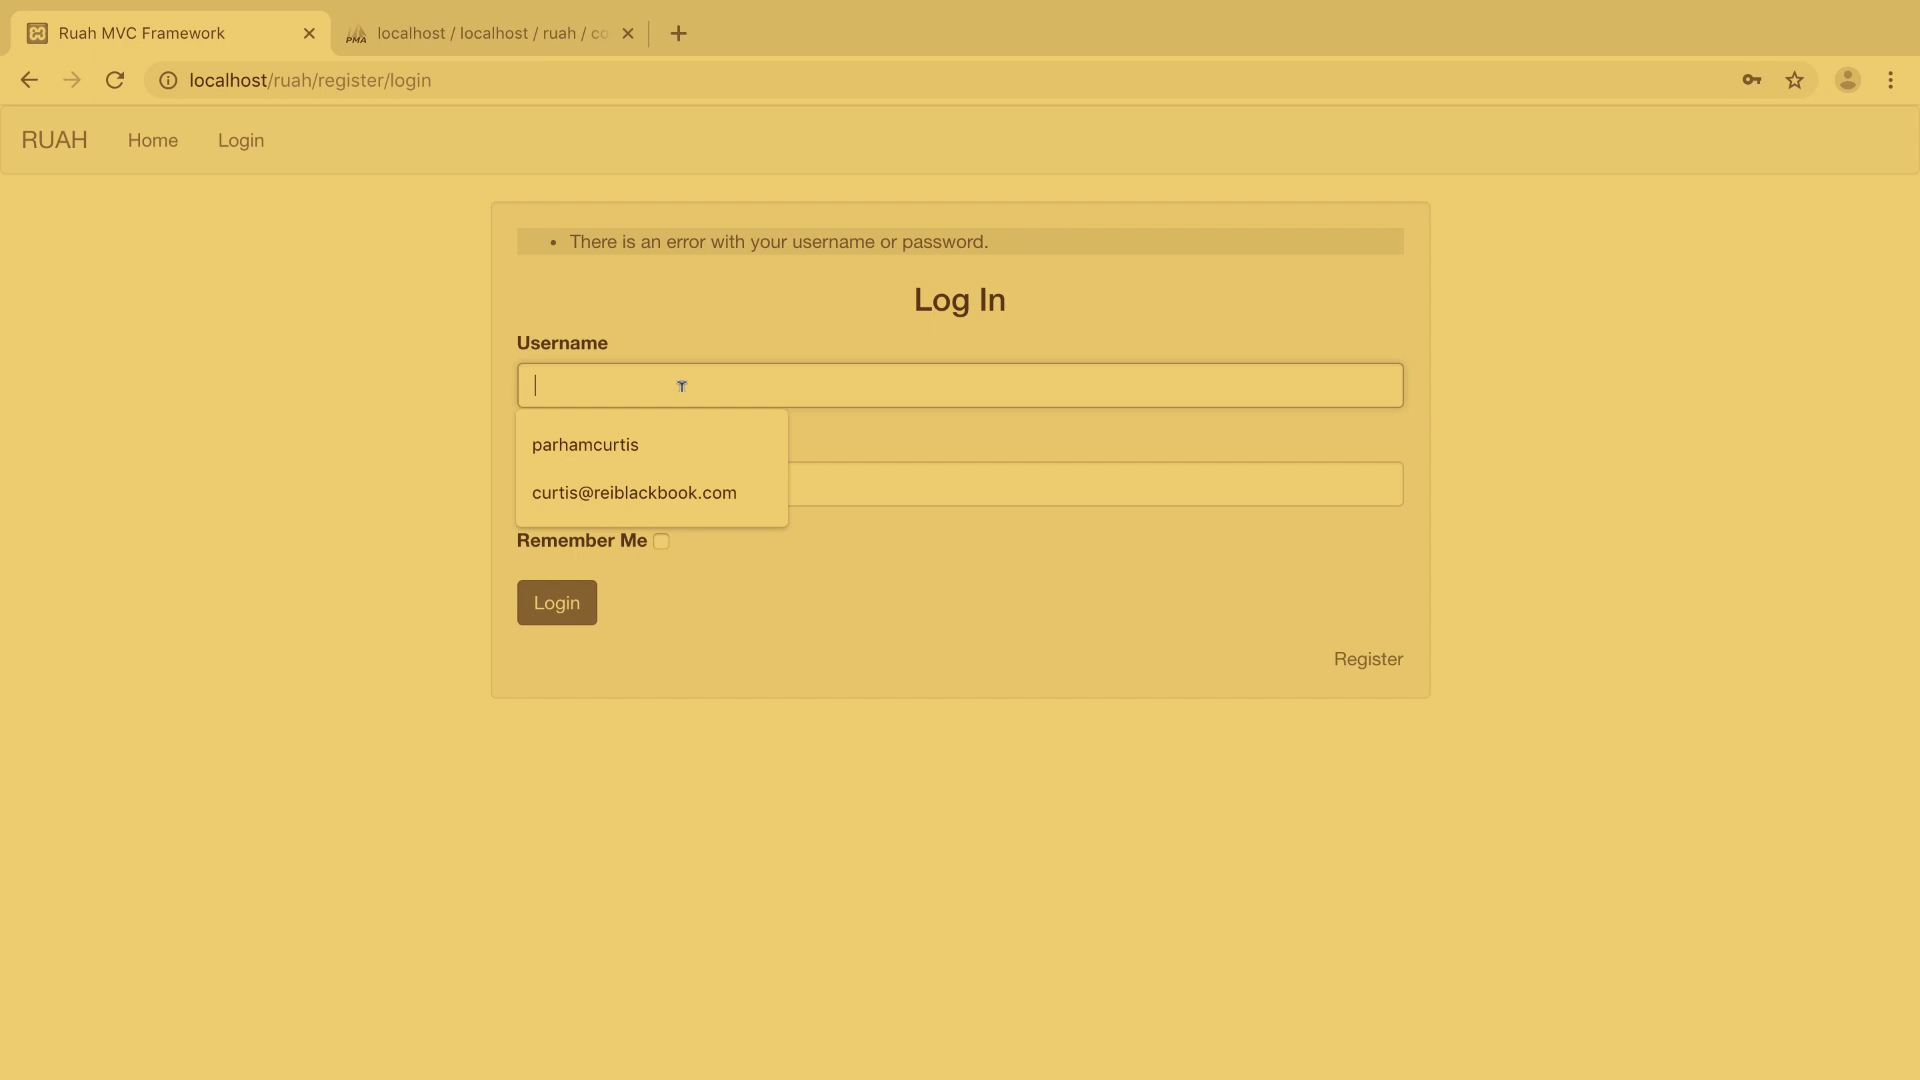 Ruah MVC Framework
PMA localhost / localhost / ruah / co
localhost/ruah/register/login
RUAH Home Login
• There is an error with your username or password.
Log In
Username
parhamcurtis
curtis@reiblackbook.com
Remember Me
Login
Register